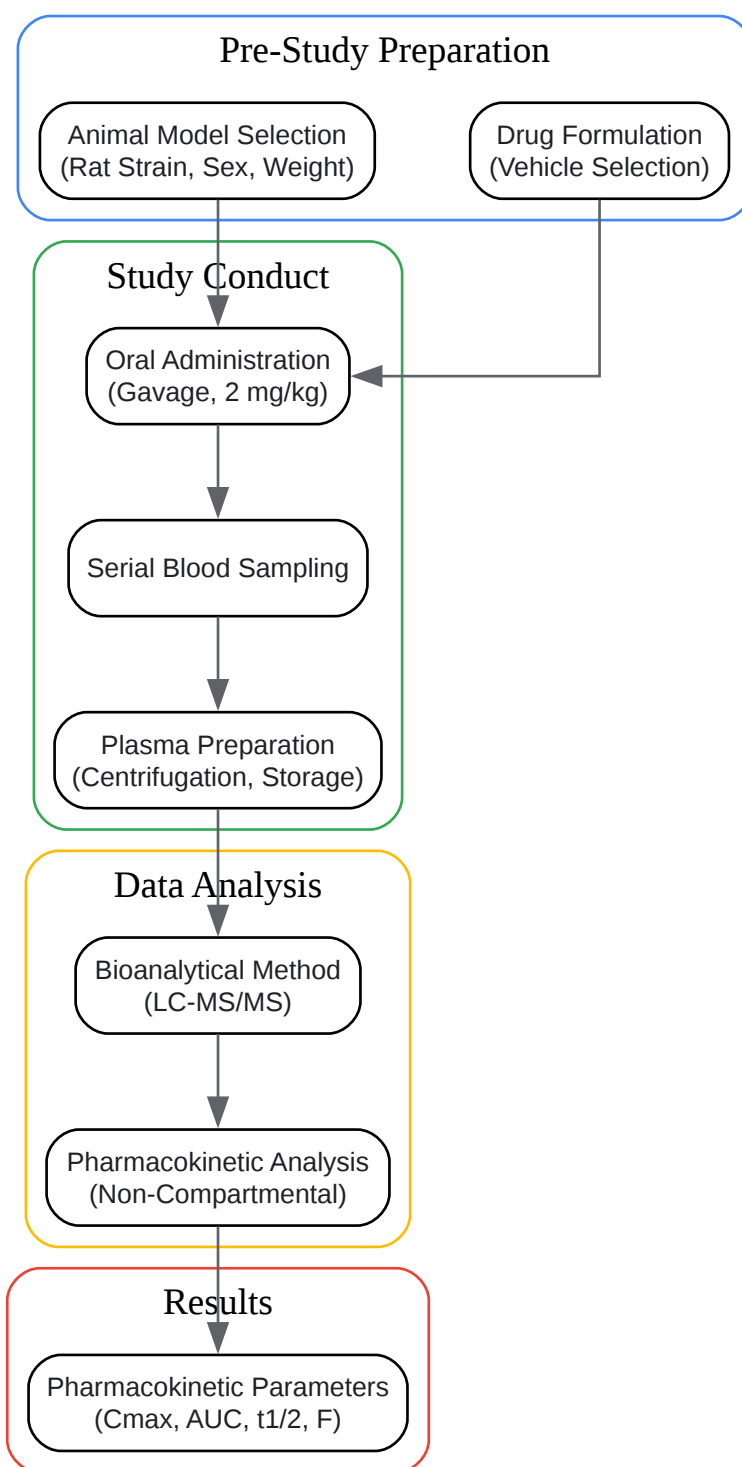 Pre-Study Preparation
Animal Model Selection
(Rat Strain, Sex, Weight)
Drug Formulation
(Vehicle Selection)
Study Conduct
Oral Administration
(Gavage, 2 mg/kg)
Serial Blood Sampling
Plasma Preparation
(Centrifugation, Storage)
Data Analysis
Bioanalytical Method
(LC-MS/MS)
Pharmacokinetic Analysis
(Non-Compartmental)
Results
Pharmacokinetic Parameters
(Cmax, AUC, t1/2, F)